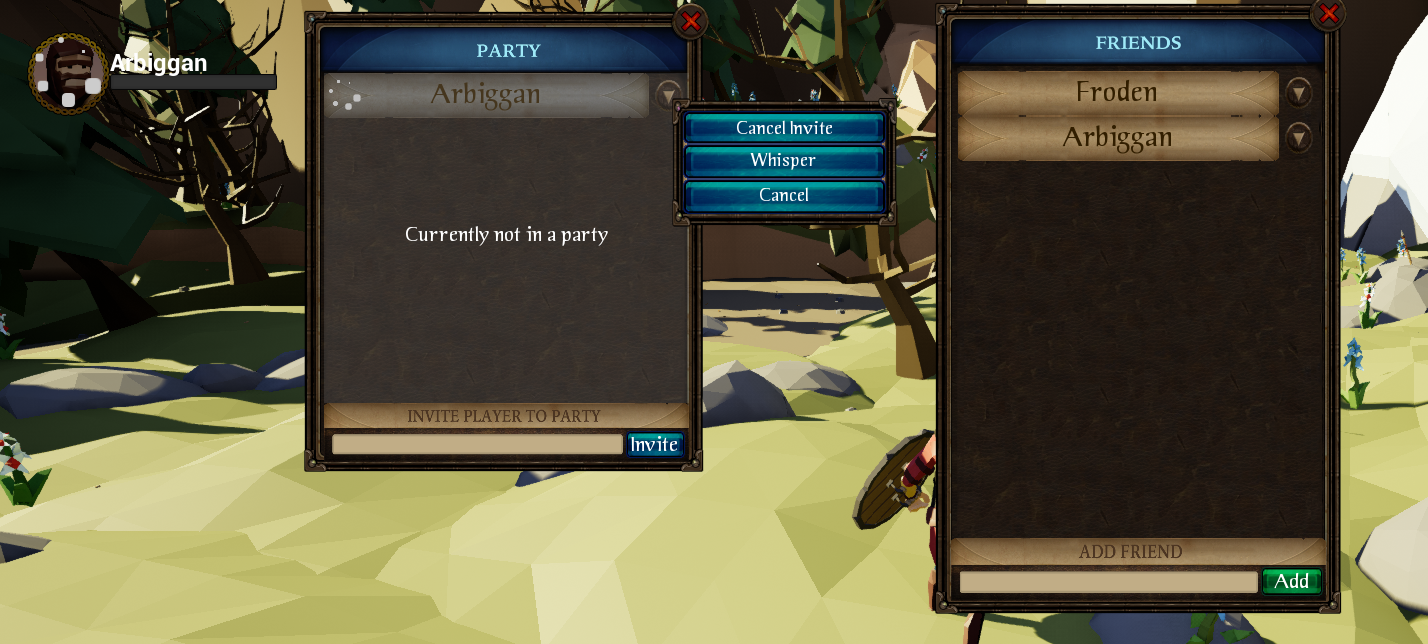 Arbiggan
PARTY
Arbiggan
Currently not in a party
INVITE PLAYER TO PARTY
Invite
Cancel Invite
Whisper
Cancel
FRIENDS
Froden
Arbiggan
ADD FRIEND
Add